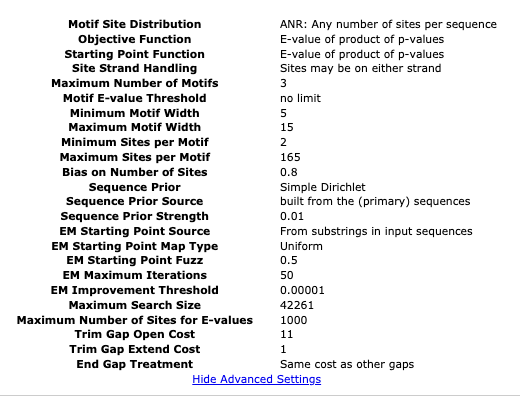 Motif Site Distribution ANR: Any number of sites per sequence
Objective Function E-value of product of p-values
Starting Point Function E-value of product of p-values
Site Strand Handling Sites may be on either strand
Maximum Number of Motifs 3
Motif E-value Threshold no limit
Minimum Motif Width 5
Maximum Motif Width 15
Minimum Sites per Motif 2
Maximum Sites per Motif 165
Bias on Number of Sites 0.8
Sequence Prior Simple Dirichlet
Sequence Prior Source built from the (primary) sequences
Sequence Prior Strength 0.01
EM Starting Point Source From substrings in input sequences
EM Starting Point Map Type Uniform
EM Starting Point Fuzz 0.5
EM Maximum Iterations 50
EM Improvement Threshold 0.00001
Maximum Search Size 42261
Maximum Number of Sites for E-values 1000
Trim Gap Open Cost 11
Trim Gap Extend Cost 1
End Gap Treatment Same cost as other gaps
Hide Advanced Settings